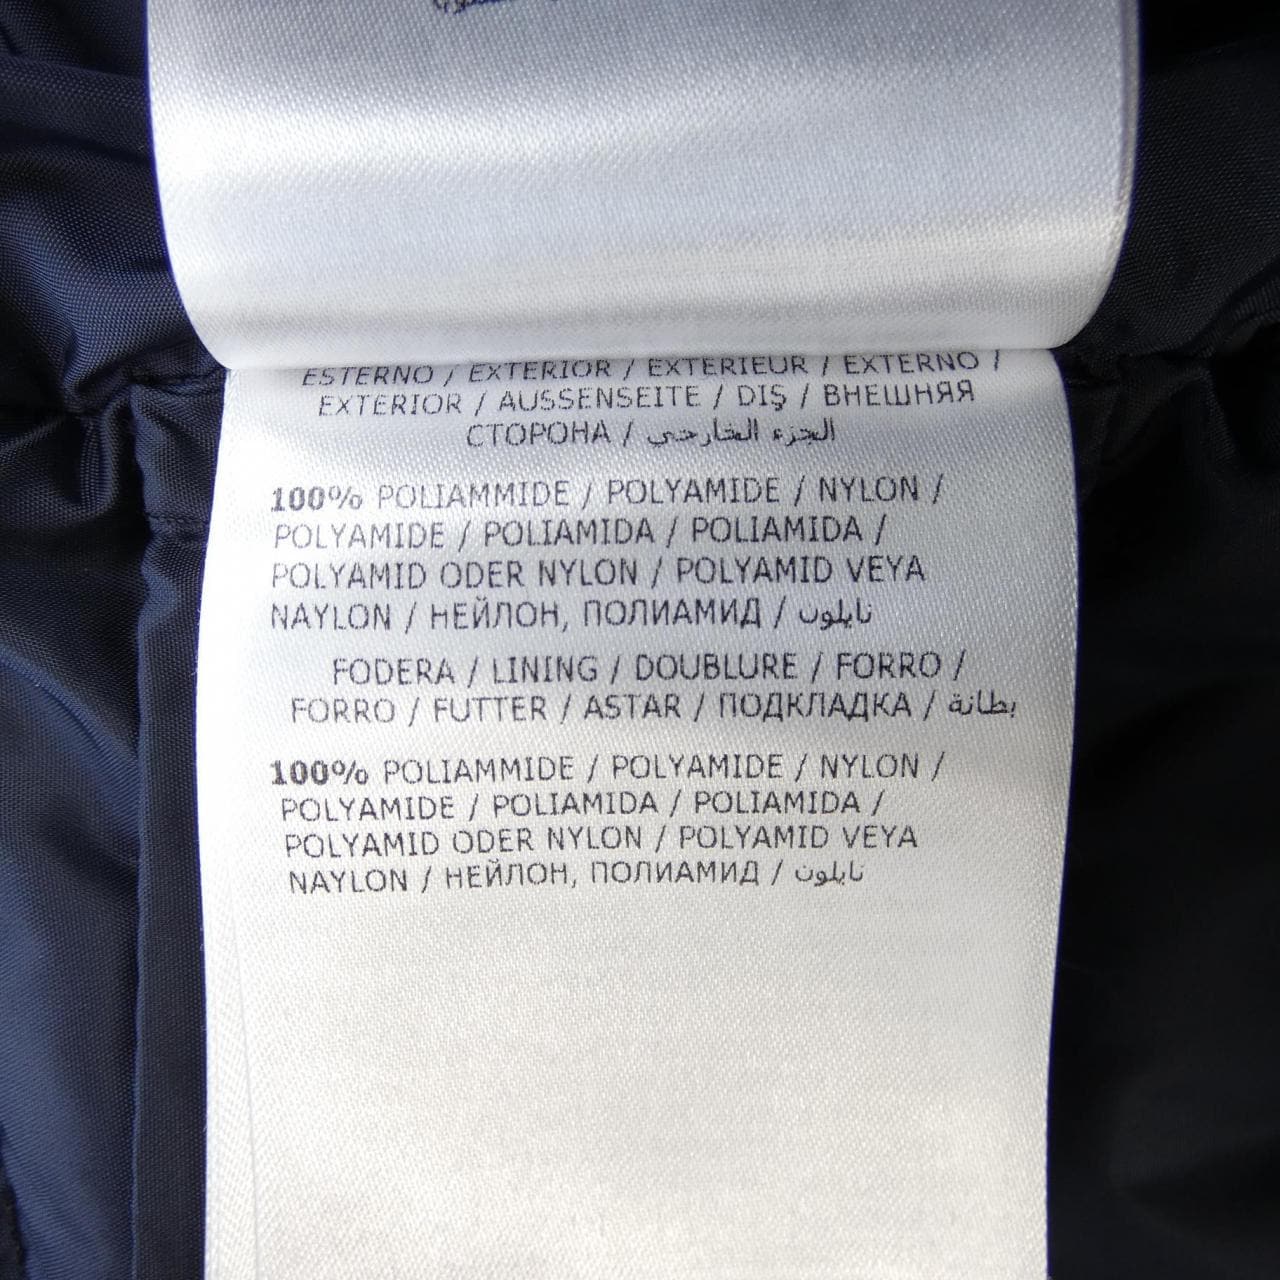 ESTERNO / EXTERIOR / EXTERIEUR / EXTERNO /
EXTERIOR / AUSSENSEITE / DIŞ / ВНЕШНЯЯ
СТОРОНА / الجزء الخارجي
100% POLIAMMIDE / POLYAMIDE / NYLON /
POLYAMIDE / POLIAMIDA / POLIAMIDA /
POLYAMID ODER NYLON / POLYAMID VEYA
NAYLON / НЕЙЛОН, ПОЛИАМИД / نايلون
FODERA / LINING / DOUBLURE / FORRO /
FORRO / FUTTER / ASTAR / ПОДКЛАДКА / بطانة
100% POLIAMMIDE / POLYAMIDE / NYLON /
POLYAMIDE / POLIAMIDA / POLIAMIDA /
POLYAMID ODER NYLON / POLYAMID VEYA
NAYLON / НЕЙЛОН, ПОЛИАМИД / نايلون